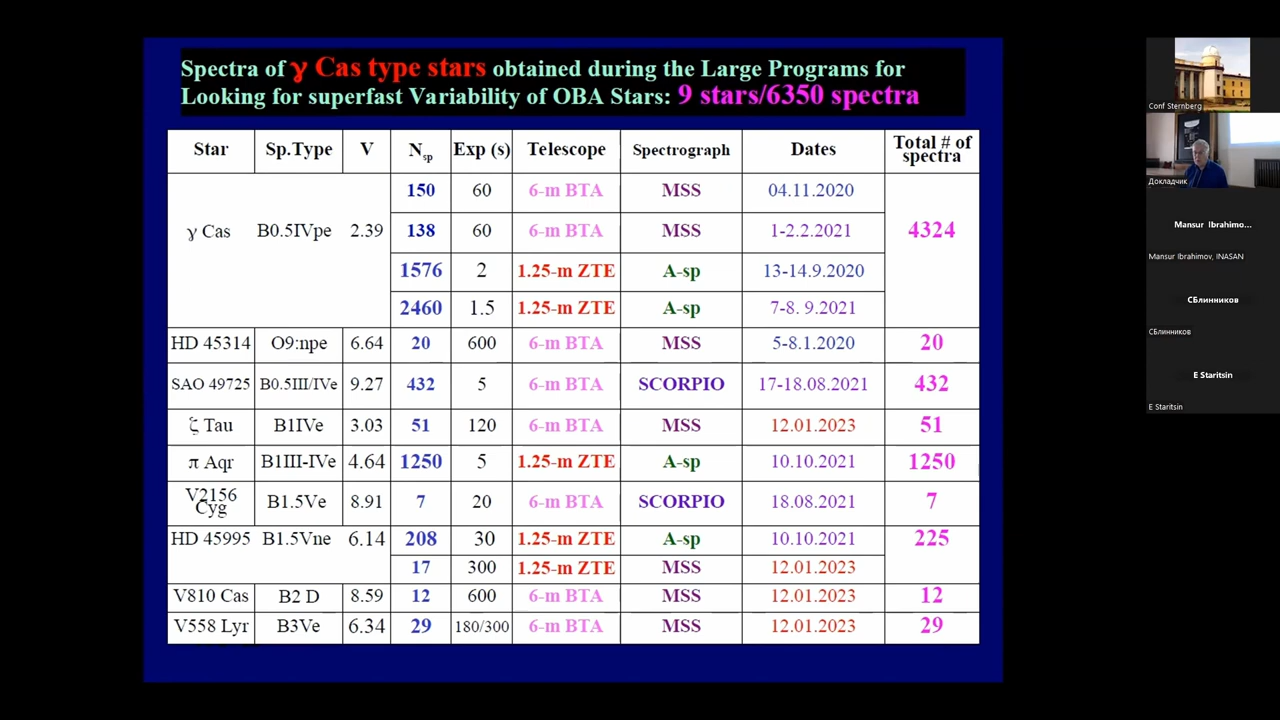 Spectra of γ Cas type stars obtained during the Large Programs for
Looking for superfast Variability of OBA Stars: 9 stars/6350 spectra
Star Sp.Type V Nsp Exp (s) Telescope Spectrograph Dates Total # of spectra
γ Cas B0.5IVpe 2.39 150 60 6-m BTA MSS 04.11.2020 4324
138 60 6-m BTA MSS 1-2.2.2021
1576 2 1.25-m ZTE A-sp 13-14.9.2020
2460 1.5 1.25-m ZTE A-sp 7-8. 9.2021
HD 45314 O9:npe 6.64 20 600 6-m BTA MSS 5-8.1.2020 20
SAO 49725 B0.5III/IVe 9.27 432 5 6-m BTA SCORPIO 17-18.08.2021 432
ζ Tau B1IVe 3.03 51 120 6-m BTA MSS 12.01.2023 51
π Aqr B1III-IVe 4.64 1250 5 1.25-m ZTE A-sp 10.10.2021 1250
V2156 Cyg B1.5Ve 8.91 7 20 6-m BTA SCORPIO 18.08.2021 7
HD 45995 B1.5Vne 6.14 208 30 1.25-m ZTE A-sp 10.10.2021 225
17 300 1.25-m ZTE MSS 12.01.2023
V810 Cas B2 D 8.59 12 600 6-m BTA MSS 12.01.2023 12
V558 Lyr B3Ve 6.34 29 180/300 6-m BTA MSS 12.01.2023 29
Conf Sternberg
Докладчик
Mansur Ibrahimo...
Mansur Ibrahimov, INASAN
СБлинников
СБлинников
E Staritsin
E Staritsin